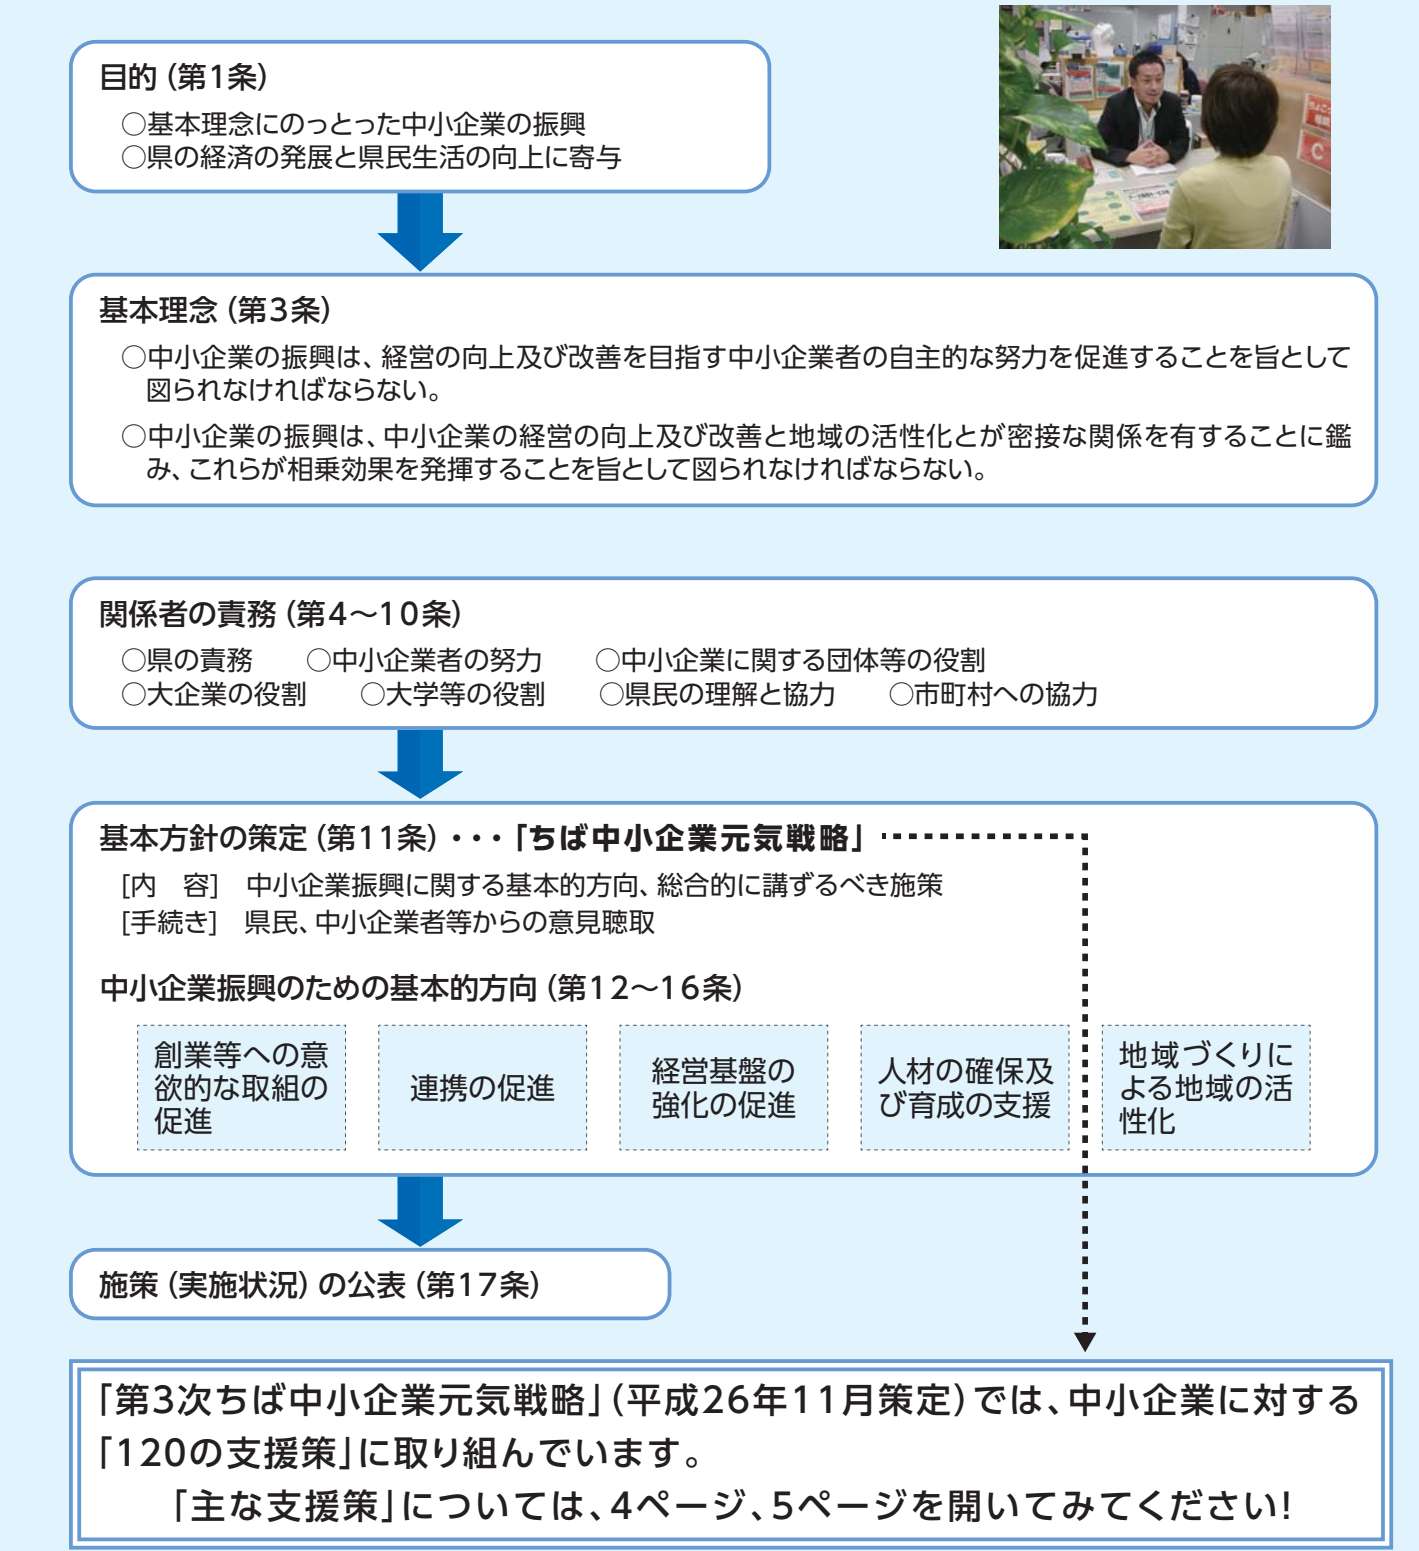 目的（第1条）
○基本理念にのっとった中小企業の振興
○県の経済の発展と県民生活の向上に寄与
基本理念（第3条）
○中小企業の振興は、経営の向上及び改善を目指す中小企業者の自主的な努力を促進することを旨として
図られなければならない。
○中小企業の振興は、中小企業の経営の向上及び改善と地域の活性化とが密接な関係を有することに鑑
み、これらが相乗効果を発揮することを旨として図られなければならない。
関係者の責務（第4～10条）
○県の責務 ○中小企業者の努力 ○中小企業に関する団体等の役割
○大企業の役割 ○大学等の役割 ○県民の理解と協力 ○市町村への協力
基本方針の策定（第11条）・・・「ちば中小企業元気戦略」
[内　容] 中小企業振興に関する基本的方向、総合的に講ずるべき施策
[手続き] 県民、中小企業者等からの意見聴取
中小企業振興のための基本的方向（第12～16条）
創業等への意
欲的な取組の
促進
連携の促進
経営基盤の
強化の促進
人材の確保及
び育成の支援
地域づくりに
よる地域の活
性化
施策（実施状況）の公表（第17条）
「第3次ちば中小企業元気戦略」（平成26年11月策定）では、中小企業に対する
「120の支援策」に取り組んでいます。
「主な支援策」については、4ページ、5ページを開いてみてください!